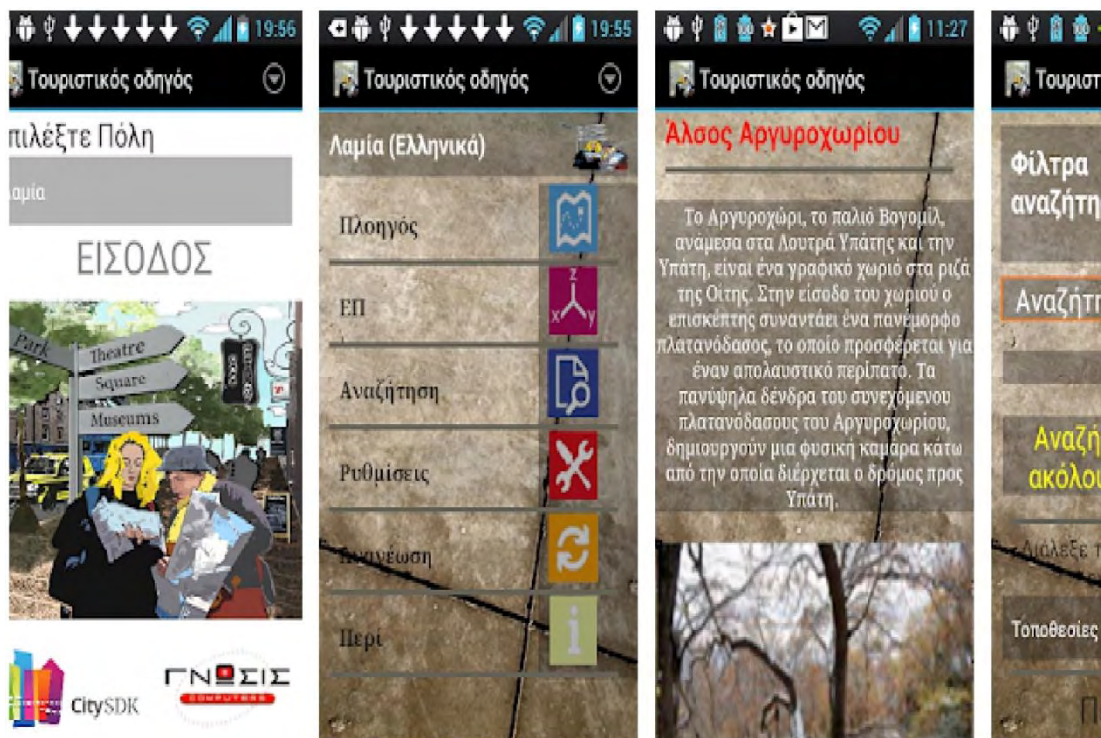 19:56
Τουριστικός οδηγός
πιλέξτε Πόλη
αμία
ΕΙΣΟΔΟΣ
Park
Theatre
Square
Museums
CitySDK
ΓΝΩΣΙΣ
COMPUTERS
19:55
Τουριστικός οδηγός
Λαμία (Ελληνικά)
Πλοηγός
ΕΠ
z
x y
Αναζήτηση
Ρυθμίσεις
Ανανέωση
Περί
i
11:27
Τουριστικός οδηγός
Άλσος Αργυροχωρίου
Το Αργυροχώρι, το παλιό Βογομίλ,
ανάμεσα στα Λουτρά Υπάτης και την
Υπάτη, είναι ένα γραφικό χωριό στα ριζά
της Οίτης. Στην είσοδο του χωριού ο
επισκέπτης συναντάει ένα πανέμορφο
πλατανόδασος, το οποίο προσφέρεται για
έναν απολαυστικό περίπατο. Τα
πανύψηλα δένδρα του συνεχόμενου
πλατανόδασους του Αργυροχωρίου,
δημιουργούν μια φυσική καμάρα κάτω
από την οποία διέρχεται ο δρόμος προς
Υπάτη.
Τουριστ
Φίλτρα
αναζήτη
Αναζήτη
Αναζή
ακόλου
Διάλεξε τ
Τοποθεσίες
Π